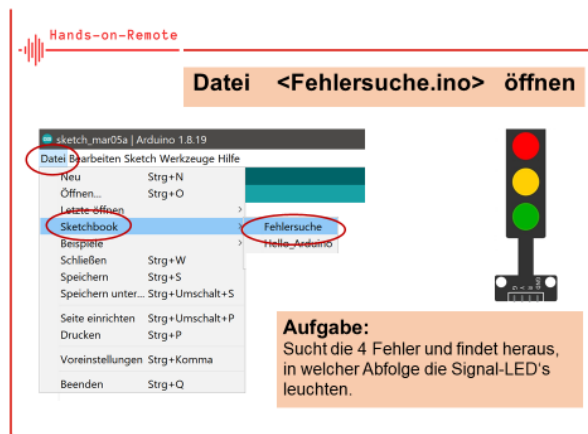 Hands-on-Remote
Datei <Fehlersuche.ino> öffnen
sketch_mar05a | Arduino 1.8.19
Datei Bearbeiten Sketch Werkzeuge Hilfe
Neu Strg+N
Öffnen... Strg+O
Letzte öffnen
Sketchbook
Fehlersuche
Beispiele
Hello_Arduino
Schließen Strg+W
Speichern Strg+S
Speichern unter... Strg+Umschalt+S
Seite einrichten Strg+Umschalt+P
Drucken Strg+P
Voreinstellungen Strg+Komma
Beenden Strg+Q
GND
R
Y
G
Aufgabe:
Sucht die 4 Fehler und findet heraus,
in welcher Abfolge die Signal-LED's
leuchten.